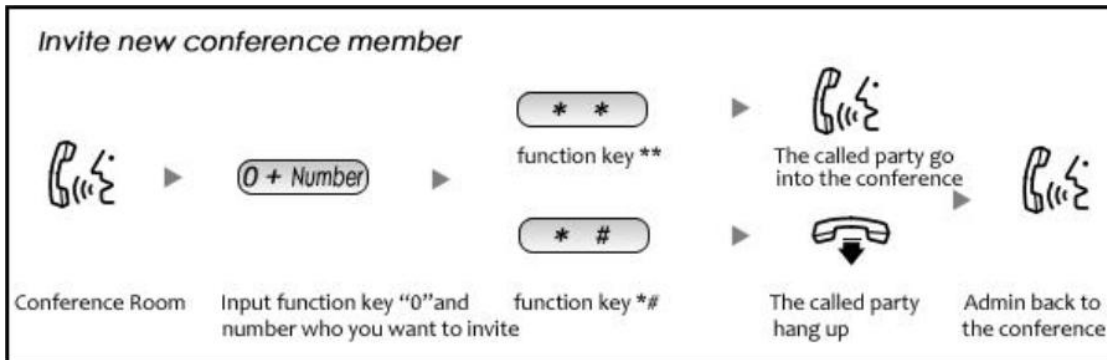 Invite new conference member
* *
function key **
The called party go
into the conference
0 + Number
* #
Conference Room
Input function key “0”and
number who you want to invite
function key *#
The called party
hang up
Admin back to
the conference